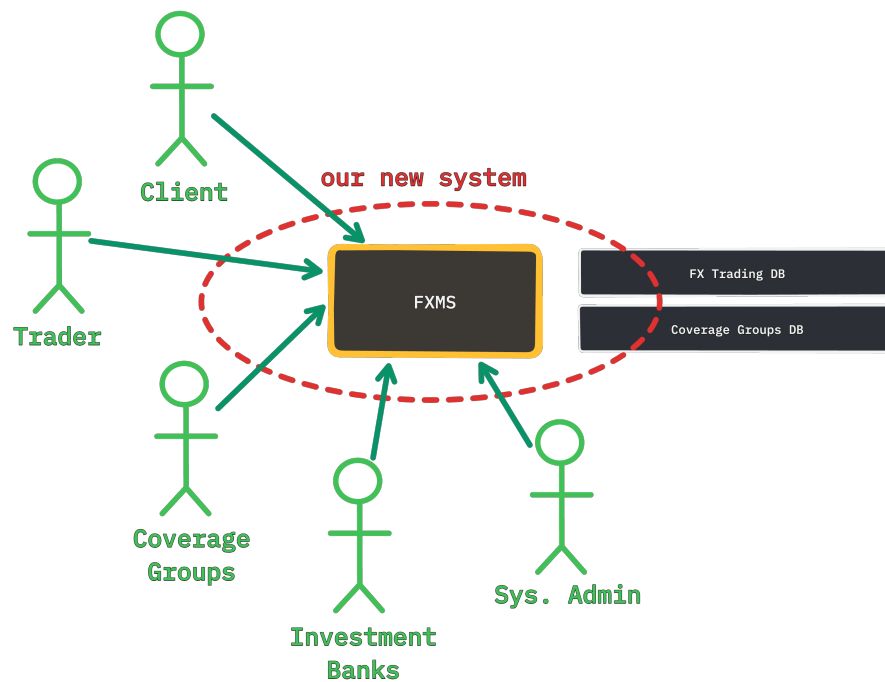 Client
our new system
FX Trading DB
FXMS
Coverage Groups DB
Trader
Coverage
Groups
Sys. Admin
Investment
Banks